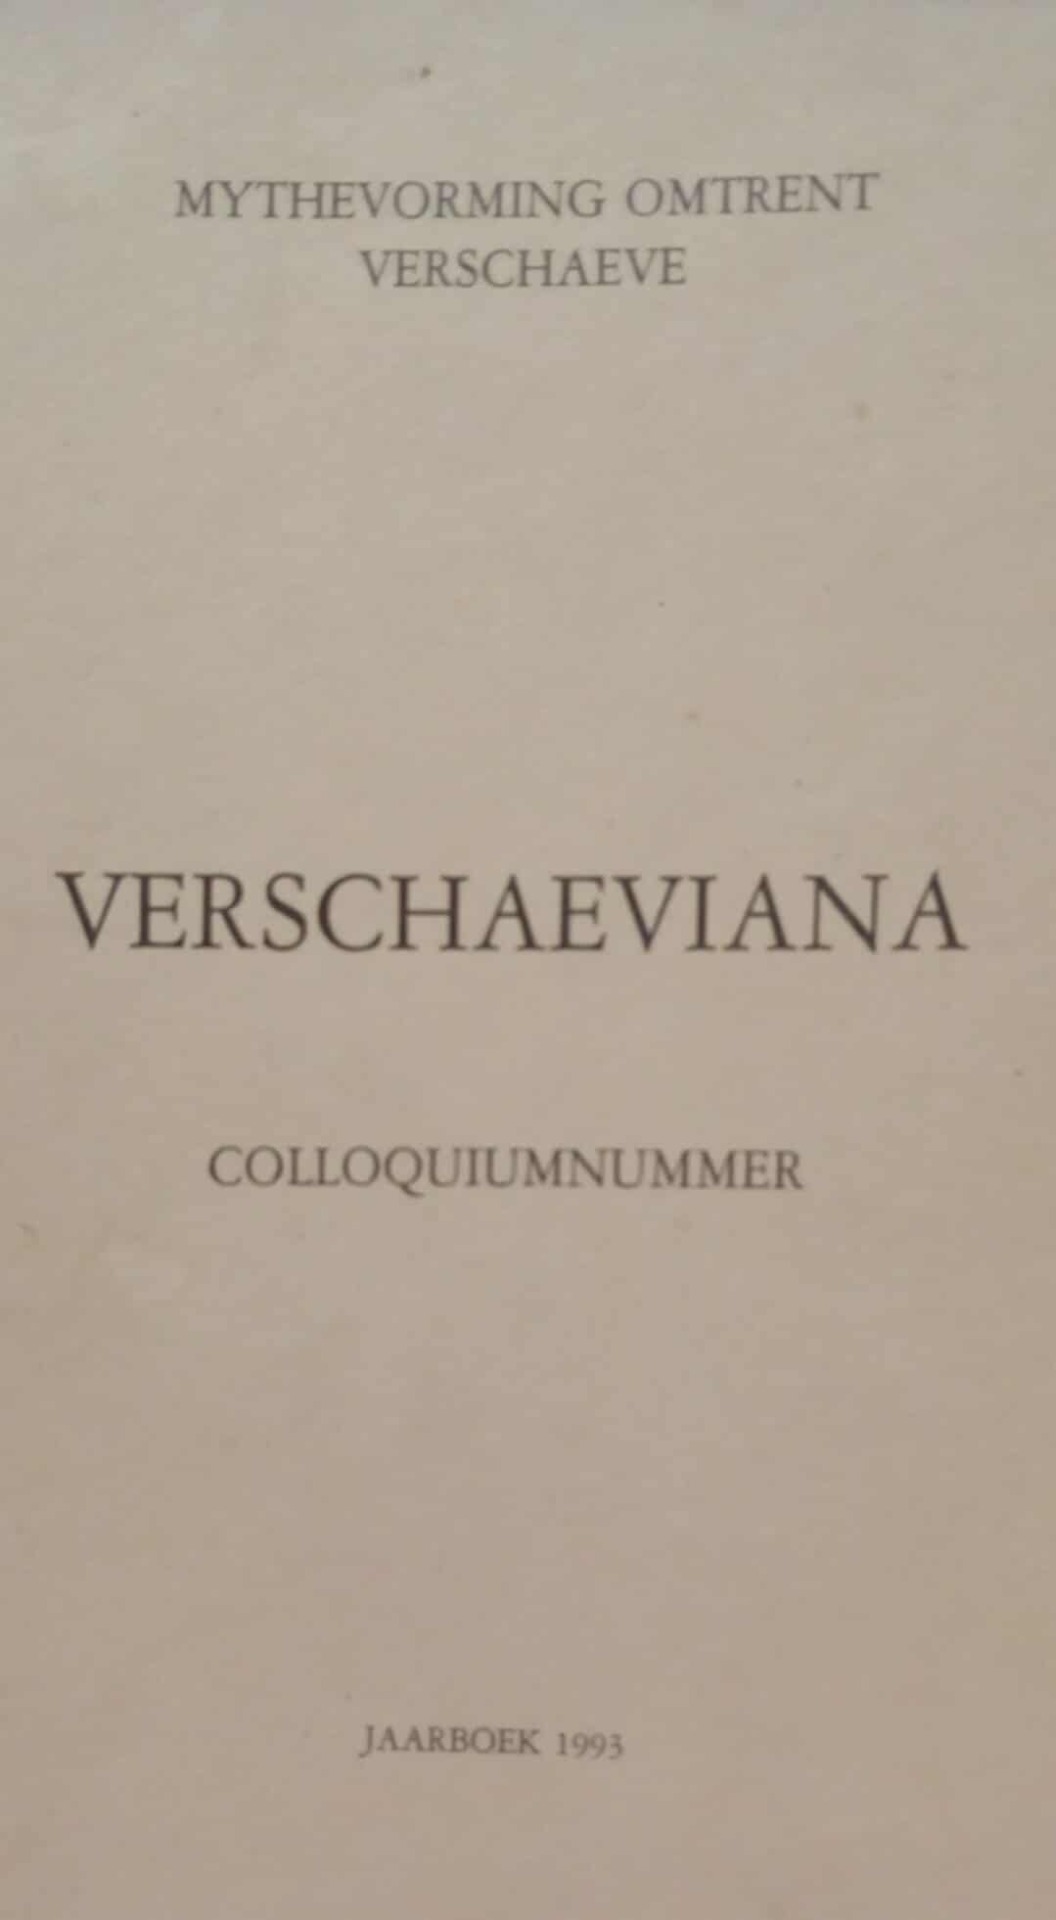 MYTHEVORMING OMTRENT
VERSCHAEVE
VERSCHAEVIANA
COLLOQUIUMNUMMER
JAARBOEK 1993